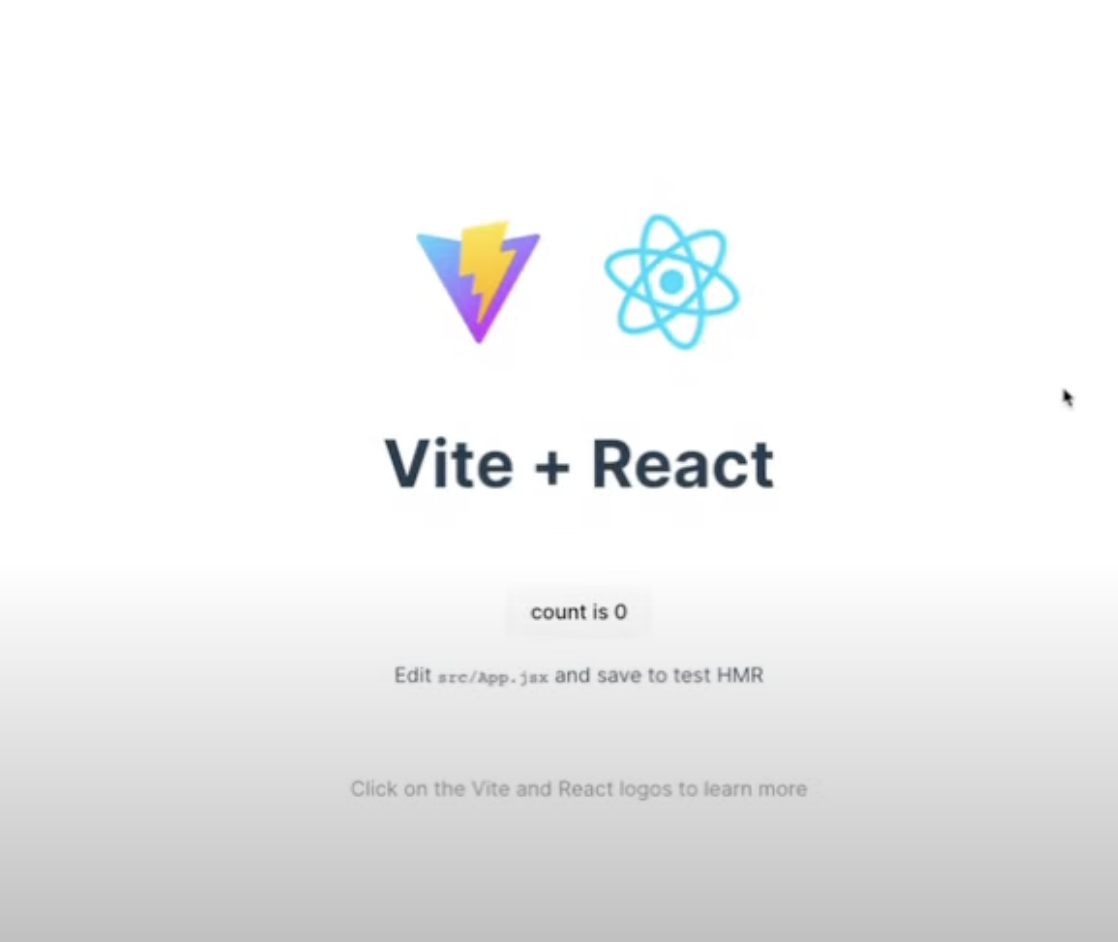 Vite + React
count is 0
Edit src/App.jsx and save to test HMR
Click on the Vite and React logos to learn more